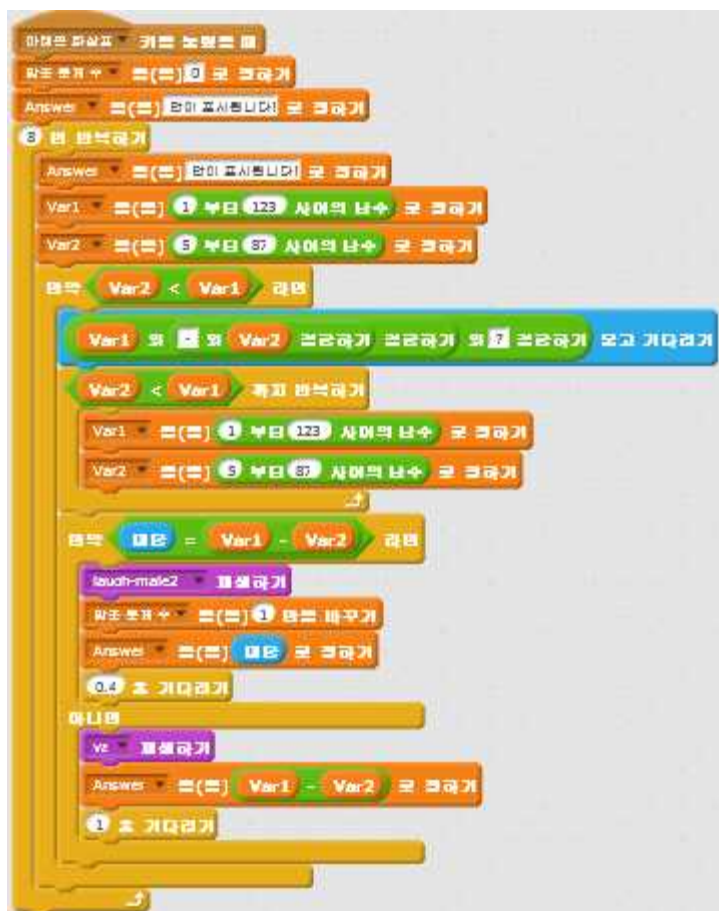 아래쪽 화살표 키를 눌렀을 때
맞춘 문제 수 을(를) 0 로 정하기
Answer 을(를) 답이 표시됩니다! 로 정하기
8 번 반복하기
Answer 을(를) 답이 표시됩니다! 로 정하기
Var1 을(를) 1 부터 123 사이의 난수 로 정하기
Var2 을(를) 5 부터 87 사이의 난수 로 정하기
만약 Var2 < Var1 라면
Var1 와 - 와 Var2 결합하기 결합하기 와 ? 결합하기 묻고 기다리기
Var2 < Var1 까지 반복하기
Var1 을(를) 1 부터 123 사이의 난수 로 정하기
Var2 을(를) 5 부터 87 사이의 난수 로 정하기
만약 대답 = Var1 - Var2 라면
laugh-male2 재생하기
맞춘 문제 수 을(를) 1 만큼 바꾸기
Answer 을(를) 대답 로 정하기
0.4 초 기다리기
아니면
재생하기
Answer 을(를) Var1 - Var2 로 정하기
1 초 기다리기